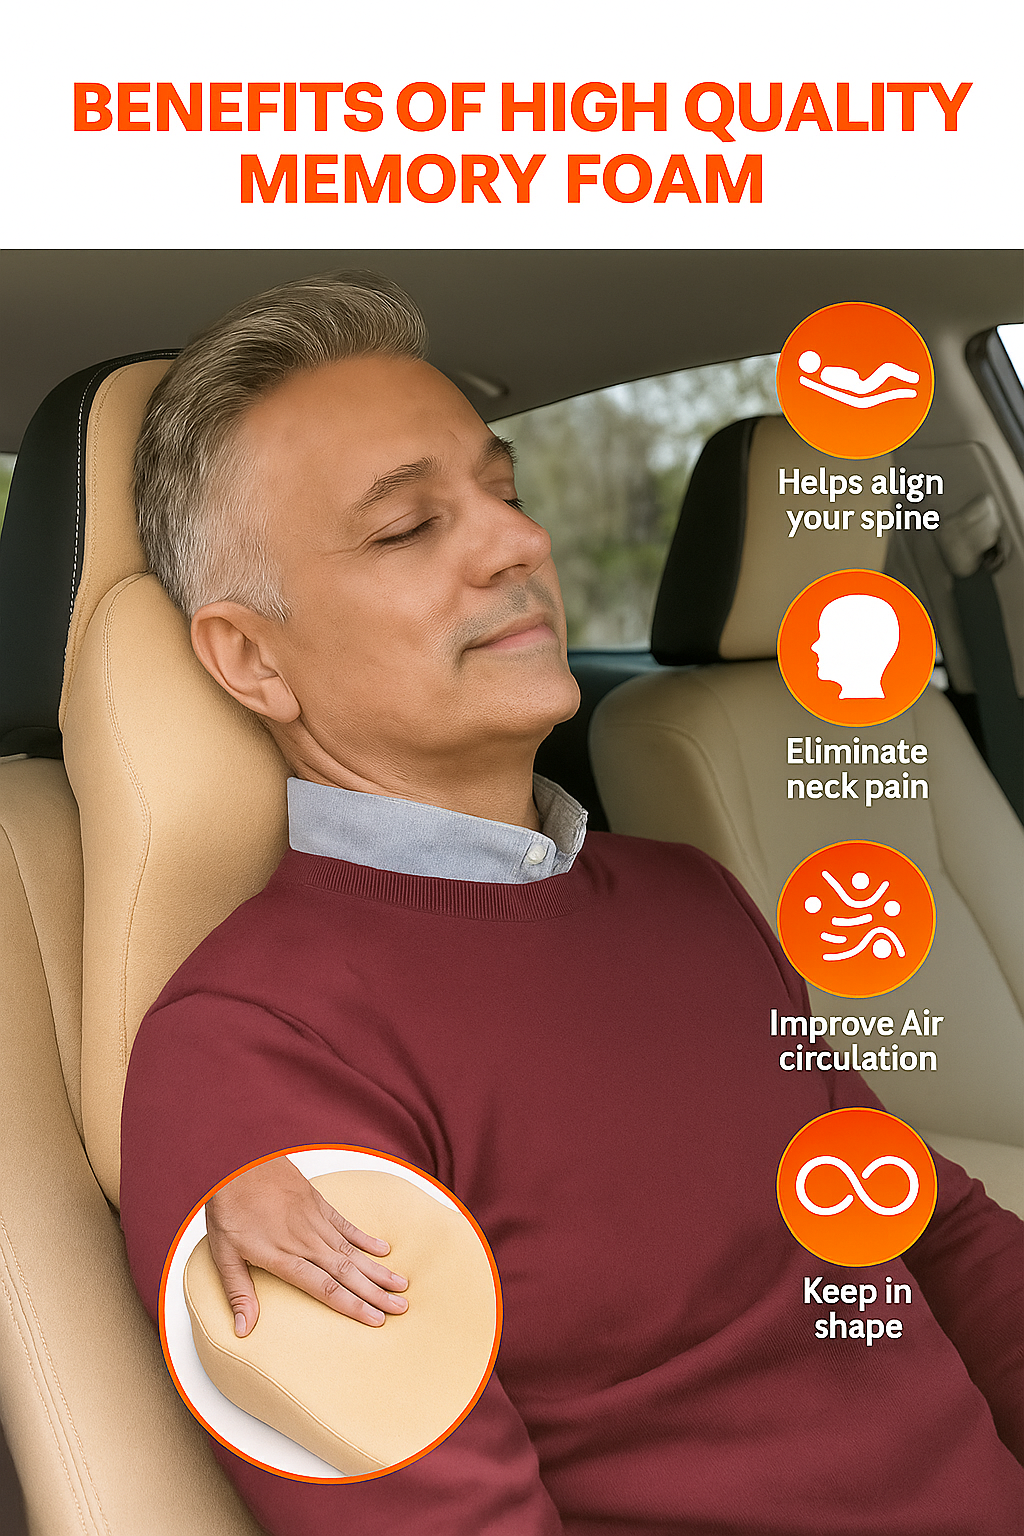 BENEFITS OF HIGH QUALITY
MEMORY FOAM
Helps align
your spine
Eliminate
neck pain
Improve Air
circulation
Keep in
shape